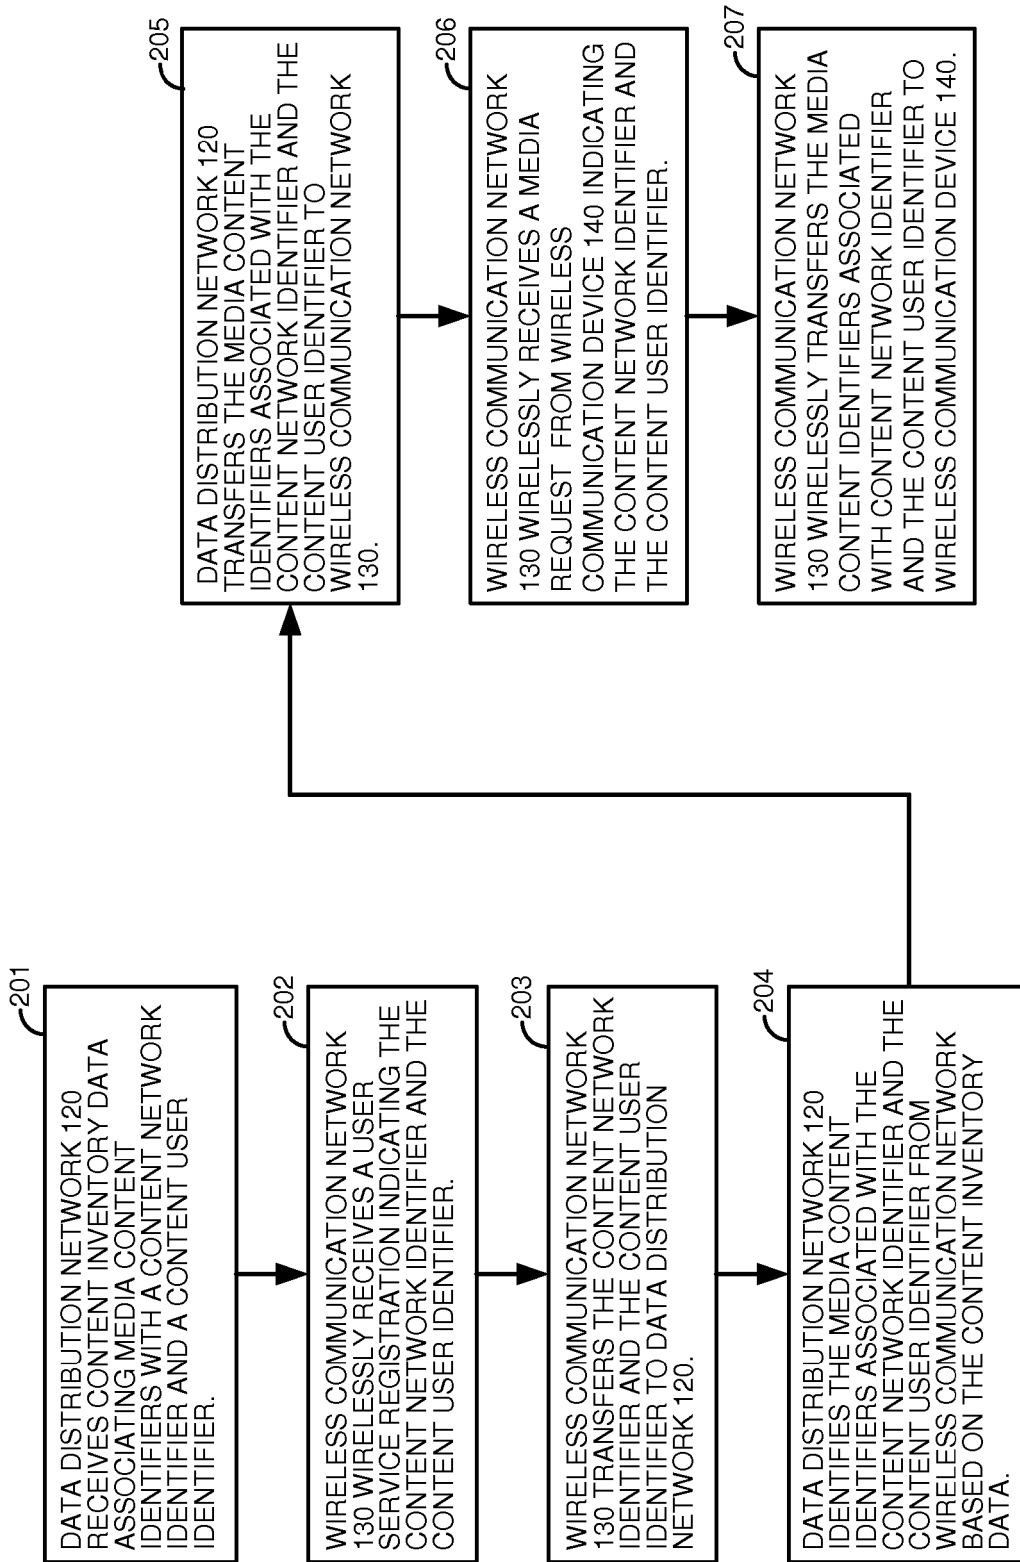 201
DATA DISTRIBUTION NETWORK 120
RECEIVES CONTENT INVENTORY DATA
ASSOCIATING MEDIA CONTENT
IDENTIFIERS WITH A CONTENT NETWORK
IDENTIFIER AND A CONTENT USER
IDENTIFIER.
202
WIRELESS COMMUNICATION NETWORK
130 WIRELESSLY RECEIVES A USER
SERVICE REGISTRATION INDICATING THE
CONTENT NETWORK IDENTIFIER AND THE
CONTENT USER IDENTIFIER.
203
WIRELESS COMMUNICATION NETWORK
130 TRANSFERS THE CONTENT NETWORK
IDENTIFIER AND THE CONTENT USER
IDENTIFIER TO DATA DISTRIBUTION
NETWORK 120.
204
DATA DISTRIBUTION NETWORK 120
IDENTIFIES THE MEDIA CONTENT
IDENTIFIERS ASSOCIATED WITH THE
CONTENT NETWORK IDENTIFIER AND THE
CONTENT USER IDENTIFIER FROM
WIRELESS COMMUNICATION NETWORK
BASED ON THE CONTENT INVENTORY
DATA.
205
DATA DISTRIBUTION NETWORK 120
TRANSFERS THE MEDIA CONTENT
IDENTIFIERS ASSOCIATED WITH THE
CONTENT NETWORK IDENTIFIER AND THE
CONTENT USER IDENTIFIER TO
WIRELESS COMMUNICATION NETWORK
130.
206
WIRELESS COMMUNICATION NETWORK
130 WIRELESSLY RECEIVES A MEDIA
REQUEST FROM WIRELESS
COMMUNICATION DEVICE 140 INDICATING
THE CONTENT NETWORK IDENTIFIER AND
THE CONTENT USER IDENTIFIER.
207
WIRELESS COMMUNICATION NETWORK
130 WIRELESSLY TRANSFERS THE MEDIA
CONTENT IDENTIFIERS ASSOCIATED
WITH CONTENT NETWORK IDENTIFIER
AND THE CONTENT USER IDENTIFIER TO
WIRELESS COMMUNICATION DEVICE 140.